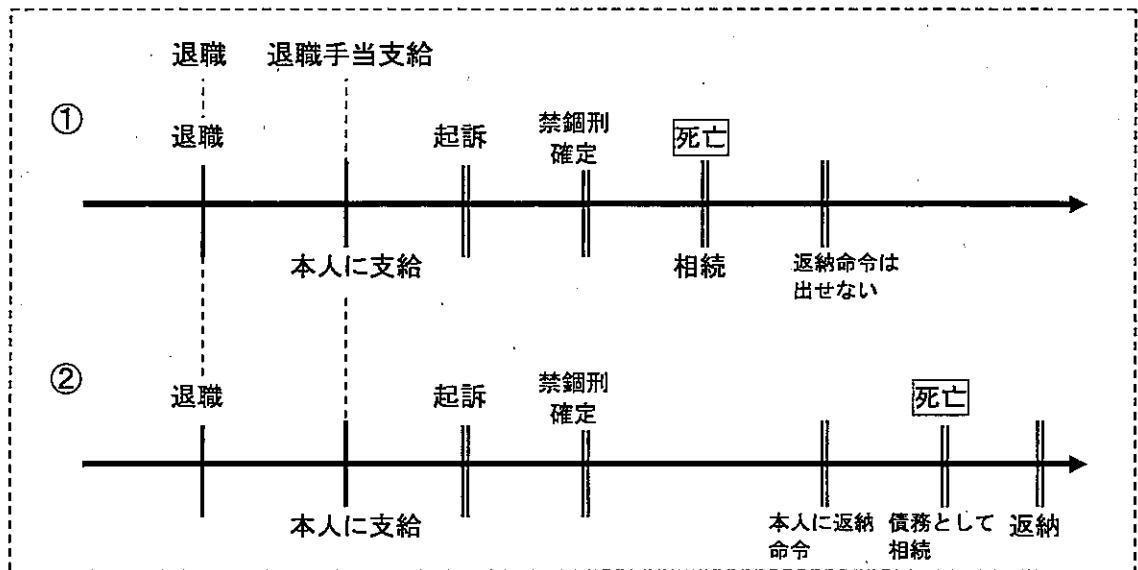 退職 退職手当支給
①
退職 起訴 禁錮刑
確定 死亡
本人に支給 相続 返納命令は
出せない
②
退職 起訴 禁錮刑
確定 死亡
本人に支給 本人に返納
命令 債務として
相続 返納